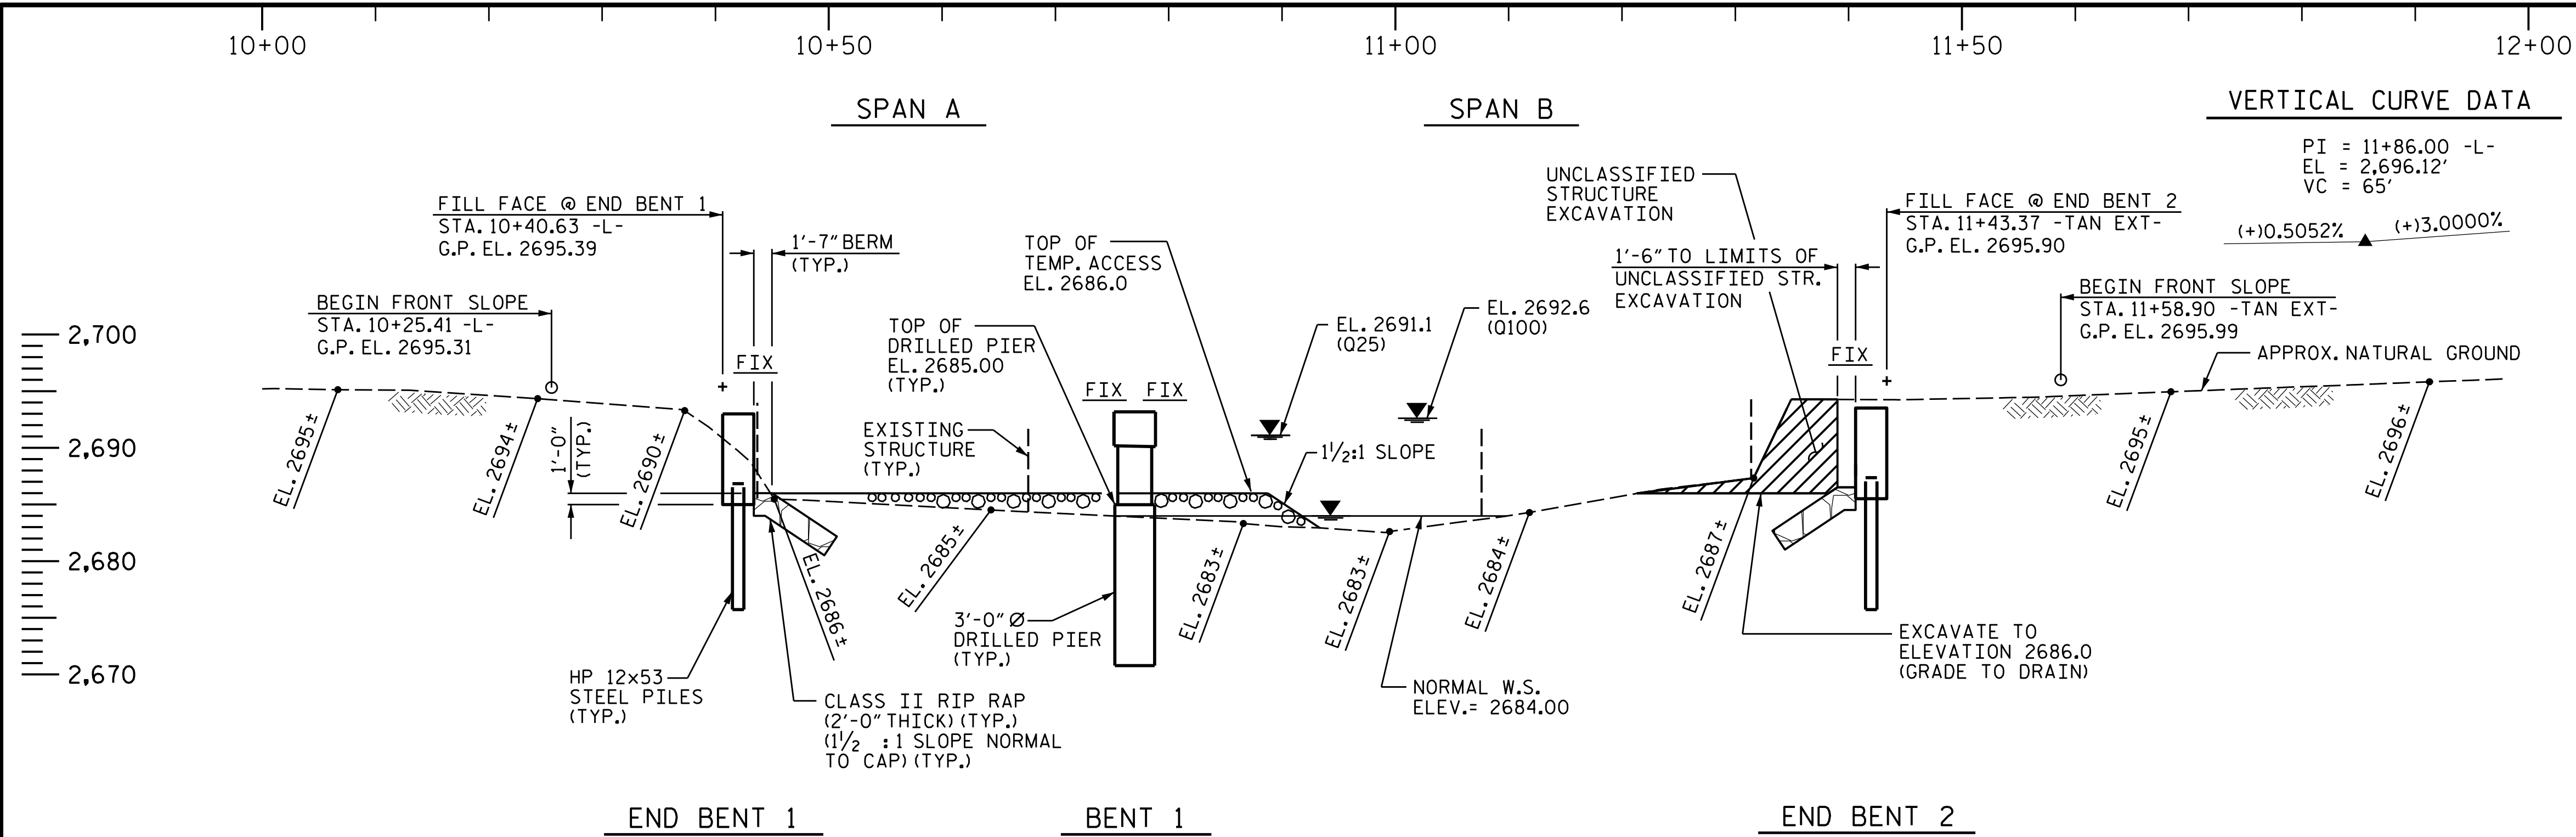 10+00
10+50
11+00
11+50
12+00
SPAN A
SPAN B
VERTICAL CURVE DATA
PI = 11+86.00 -L-
EL = 2,696.12'
VC = 65'
(+)0.5052%
(+)3.0000%
FILL FACE @ END BENT 1
STA. 10+40.63 -L-
G.P. EL. 2695.39
1'-7" BERM
(TYP.)
BEGIN FRONT SLOPE
STA. 10+25.41 -L-
G.P. EL. 2695.31
FIX
TOP OF
TEMP. ACCESS
EL. 2686.0
TOP OF
DRILLED PIER
EL. 2685.00
(TYP.)
FIX
FIX
EXISTING
STRUCTURE
(TYP.)
EL. 2691.1
(Q25)
EL. 2692.6
(Q100)
1½:1 SLOPE
UNCLASSIFIED
STRUCTURE
EXCAVATION
1'-6" TO LIMITS OF
UNCLASSIFIED STR.
EXCAVATION
FILL FACE @ END BENT 2
STA. 11+43.37 -TAN EXT-
G.P. EL. 2695.90
FIX
BEGIN FRONT SLOPE
STA. 11+58.90 -TAN EXT-
G.P. EL. 2695.99
APPROX. NATURAL GROUND
2,700
2,690
2,680
2,670
EL. 2695±
EL. 2694±
1'-0"
(TYP.)
EL. 2690±
EL. 2686±
EL. 2685±
EL. 2683±
EL. 2683±
EL. 2684±
EL. 2687±
EL. 2695±
EL. 2696±
HP 12x53
STEEL PILES
(TYP.)
CLASS II RIP RAP
(2'-0" THICK) (TYP.)
(1½ :1 SLOPE NORMAL
TO CAP) (TYP.)
3'-0" Ø
DRILLED PIER
(TYP.)
NORMAL W.S.
ELEV.= 2684.00
EXCAVATE TO
ELEVATION 2686.0
(GRADE TO DRAIN)
END BENT 1
BENT 1
END BENT 2